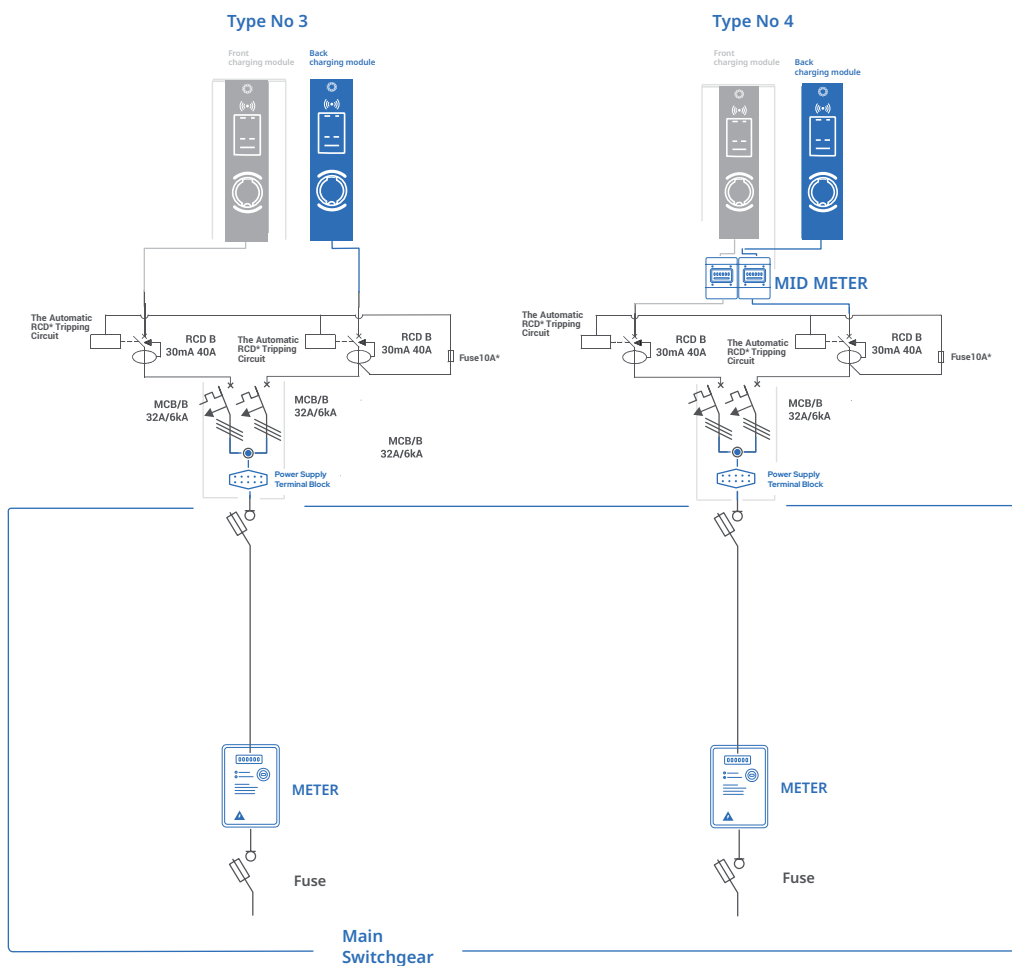 Type No 3
Type No 4
Front
charging module
Back
charging module
Front
charging module
Back
charging module
MID METER
The Automatic
RCD* Tripping
Circuit
RCD B
30mA 40A
The Automatic
RCD* Tripping
Circuit
RCD B
30mA 40A
Fuse10A*
The Automatic
RCD* Tripping
Circuit
RCD B
30mA 40A
The Automatic
RCD* Tripping
Circuit
RCD B
30mA 40A
Fuse10A*
MCB/B
32A/6kA
MCB/B
32A/6kA
MCB/B
32A/6kA
MCB/B
32A/6kA
Power Supply
Terminal Block
Power Supply
Terminal Block
METER
METER
Fuse
Fuse
Main
Switchgear